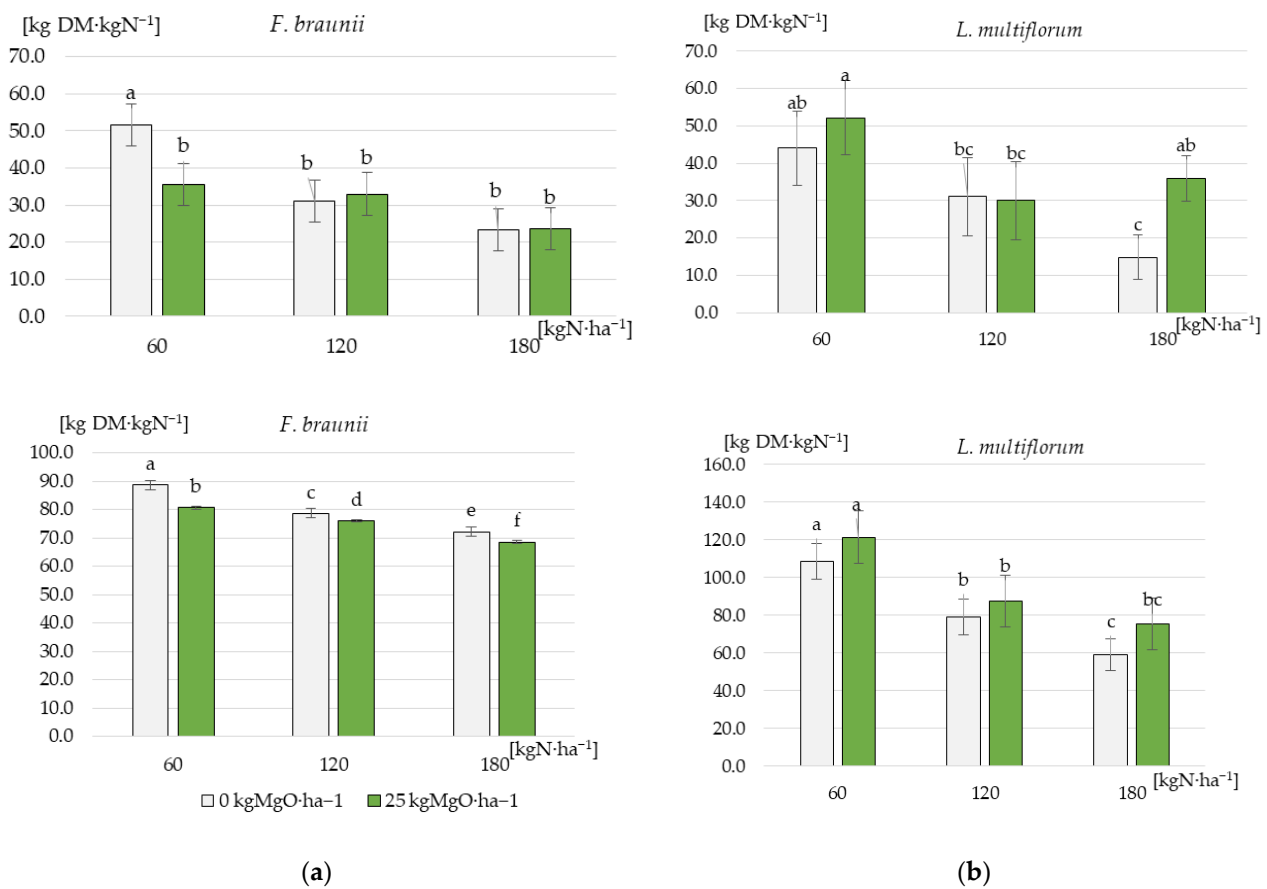 [kg DM·kgN⁻¹]
F. braunii
70.0
60.0
50.0
40.0
30.0
20.0
10.0
0.0
a
b
b
b
b
b
60
120
180
[kgN·ha⁻¹]
[kg DM·kgN⁻¹]
L. multiflorum
70.0
60.0
50.0
40.0
30.0
20.0
10.0
0.0
ab
a
bc
bc
c
ab
60
120
180
[kgN·ha⁻¹]
[kg DM·kgN⁻¹]
F. braunii
100.0
90.0
80.0
70.0
60.0
50.0
40.0
30.0
20.0
10.0
0.0
a
b
c
d
e
f
60
120
180
[kgN·ha⁻¹]
0 kgMgO·ha–1
25 kgMgO·ha–1
[kg DM·kgN⁻¹]
L. multiflorum
160.0
140.0
120.0
100.0
80.0
60.0
40.0
20.0
0.0
a
a
b
b
c
bc
60
120
180
[kgN·ha⁻¹]
(a)
(b)